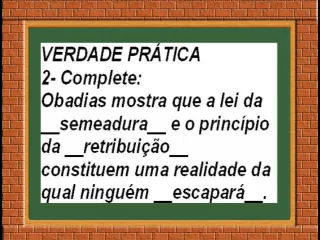 VERDADE PRÁTICA
2- Complete:
Obadias mostra que a lei da
__semeadura__ e o princípio
da __retribuição__
constituem uma realidade da
qual ninguém __escapará__.